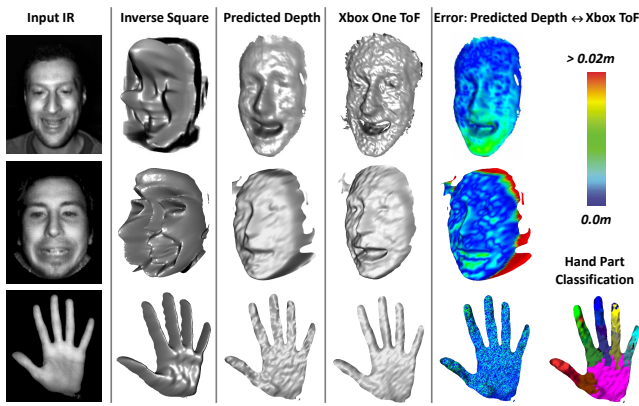 Input IR
Inverse Square
Predicted Depth
Xbox One ToF
Error: Predicted Depth ↔ Xbox ToF
> 0.02m
0.0m
Hand Part
Classification